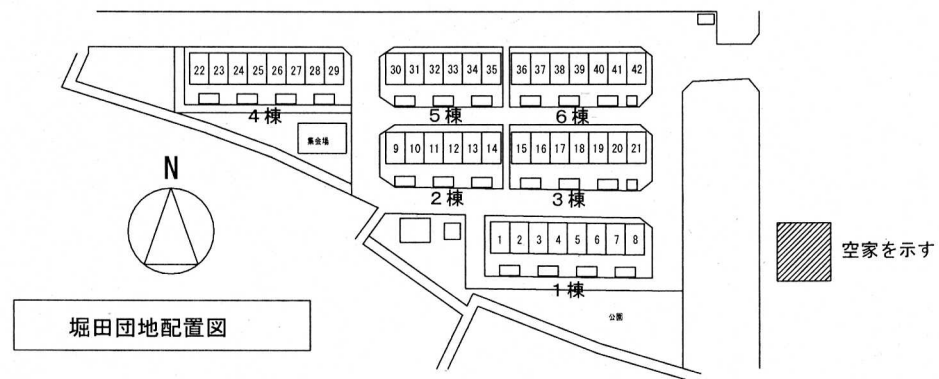 22 23 24 25 26 27 28 29
30 31 32 33 34 35
36 37 38 39 40 41 42
4棟
5棟
6棟
集会場
9 10 11 12 13 14
15 16 17 18 19 20 21
2棟
3棟
N
1 2 3 4 5 6 7 8
1棟
空家を示す
公園
堀田団地配置図